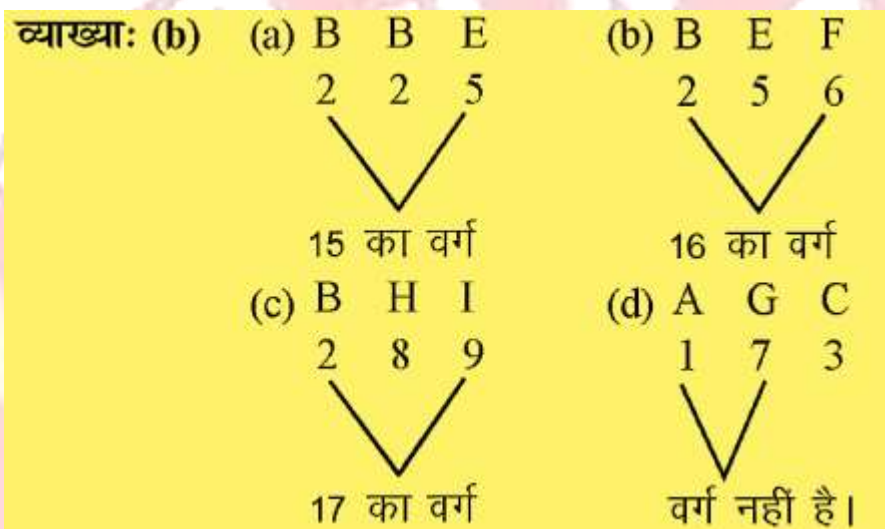 व्याख्याः (b) (a) B B E (b) B E F
2 2 5 2 5 6
15 का वर्ग 16 का वर्ग
(c) B H I (d) A G C
2 8 9 1 7 3
17 का वर्ग वर्ग नहीं है।